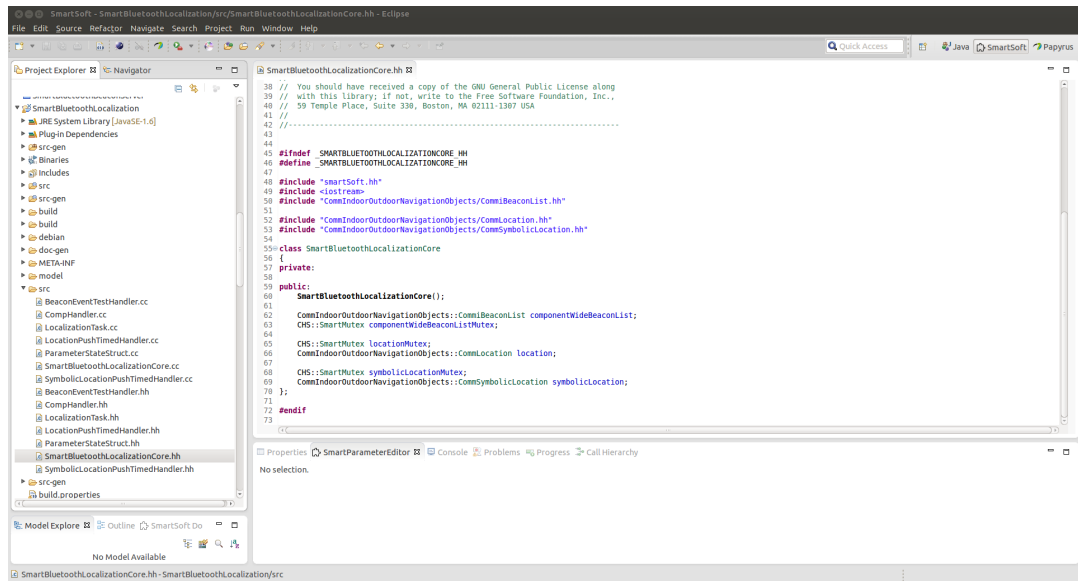 SmartSoft - SmartBluetoothLocalization/src/SmartBluetoothLocalizationCore.hh - Eclipse
File Edit Source Refactor Navigate Search Project Run Window Help
Quick Access
Java
SmartSoft
Papyrus
Project Explorer
Navigator
SmartBluetoothLocalization
JRE System Library [JavaSE-1.6]
Plug-in Dependencies
src-gen
Binaries
Includes
src
src-gen
build
build
debian
doc-gen
META-INF
model
src
BeaconEventTestHandler.cc
CompHandler.cc
LocalizationTask.cc
LocationPushTimedHandler.cc
ParameterStateStruct.cc
SmartBluetoothLocalizationCore.cc
SymbolicLocationPushTimedHandler.cc
BeaconEventTestHandler.hh
CompHandler.hh
LocalizationTask.hh
LocationPushTimedHandler.hh
ParameterStateStruct.hh
SmartBluetoothLocalizationCore.hh
SymbolicLocationPushTimedHandler.hh
src-gen
build.properties
Model Explore
Outline
SmartSoft Do
No Model Available
SmartBluetoothLocalizationCore.hh
38 // You should have received a copy of the GNU General Public License along
39 // with this library; if not, write to the Free Software Foundation, Inc.,
40 // 59 Temple Place, Suite 330, Boston, MA 02111-1307 USA
41 //
42 //--------------------------------------------------------------------------
43
44
45 #ifndef _SMARTBLUETOOTHLOCALIZATIONCORE_HH
46 #define _SMARTBLUETOOTHLOCALIZATIONCORE_HH
47
48 #include "smartSoft.hh"
49 #include <iostream>
50 #include "CommIndoorOutdoorNavigationObjects/CommiBeaconList.hh"
51
52 #include "CommIndoorOutdoorNavigationObjects/CommLocation.hh"
53 #include "CommIndoorOutdoorNavigationObjects/CommSymbolicLocation.hh"
54
55 class SmartBluetoothLocalizationCore
56 {
57 private:
58
59 public:
60 SmartBluetoothLocalizationCore();
61
62 CommIndoorOutdoorNavigationObjects::CommiBeaconList componentWideBeaconList;
63 CHS::SmartMutex componentWideBeaconListMutex;
64
65 CHS::SmartMutex locationMutex;
66 CommIndoorOutdoorNavigationObjects::CommLocation location;
67
68 CHS::SmartMutex symbolicLocationMutex;
69 CommIndoorOutdoorNavigationObjects::CommSymbolicLocation symbolicLocation;
70 };
71
72 #endif
73
Properties
SmartParameterEditor
Console
Problems
Progress
Call Hierarchy
No selection.
SmartBluetoothLocalizationCore.hh - SmartBluetoothLocalization/src